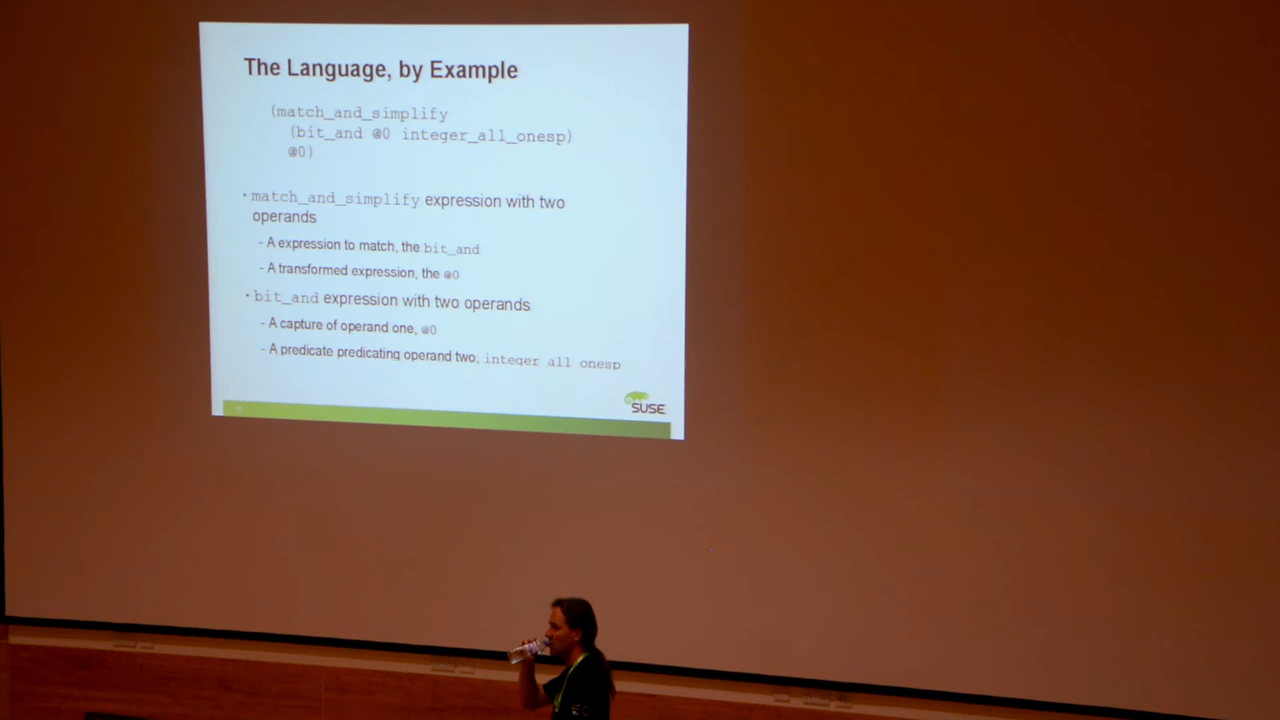 The Language, by Example
(match_and_simplify
(bit_and @0 integer_all_onesp)
@0)
• match_and_simplify expression with two
operands
- A expression to match, the bit_and
- A transformed expression, the @0
• bit_and expression with two operands
- A capture of operand one, @0
- A predicate predicating operand two, integer_all_onesp
SUSE